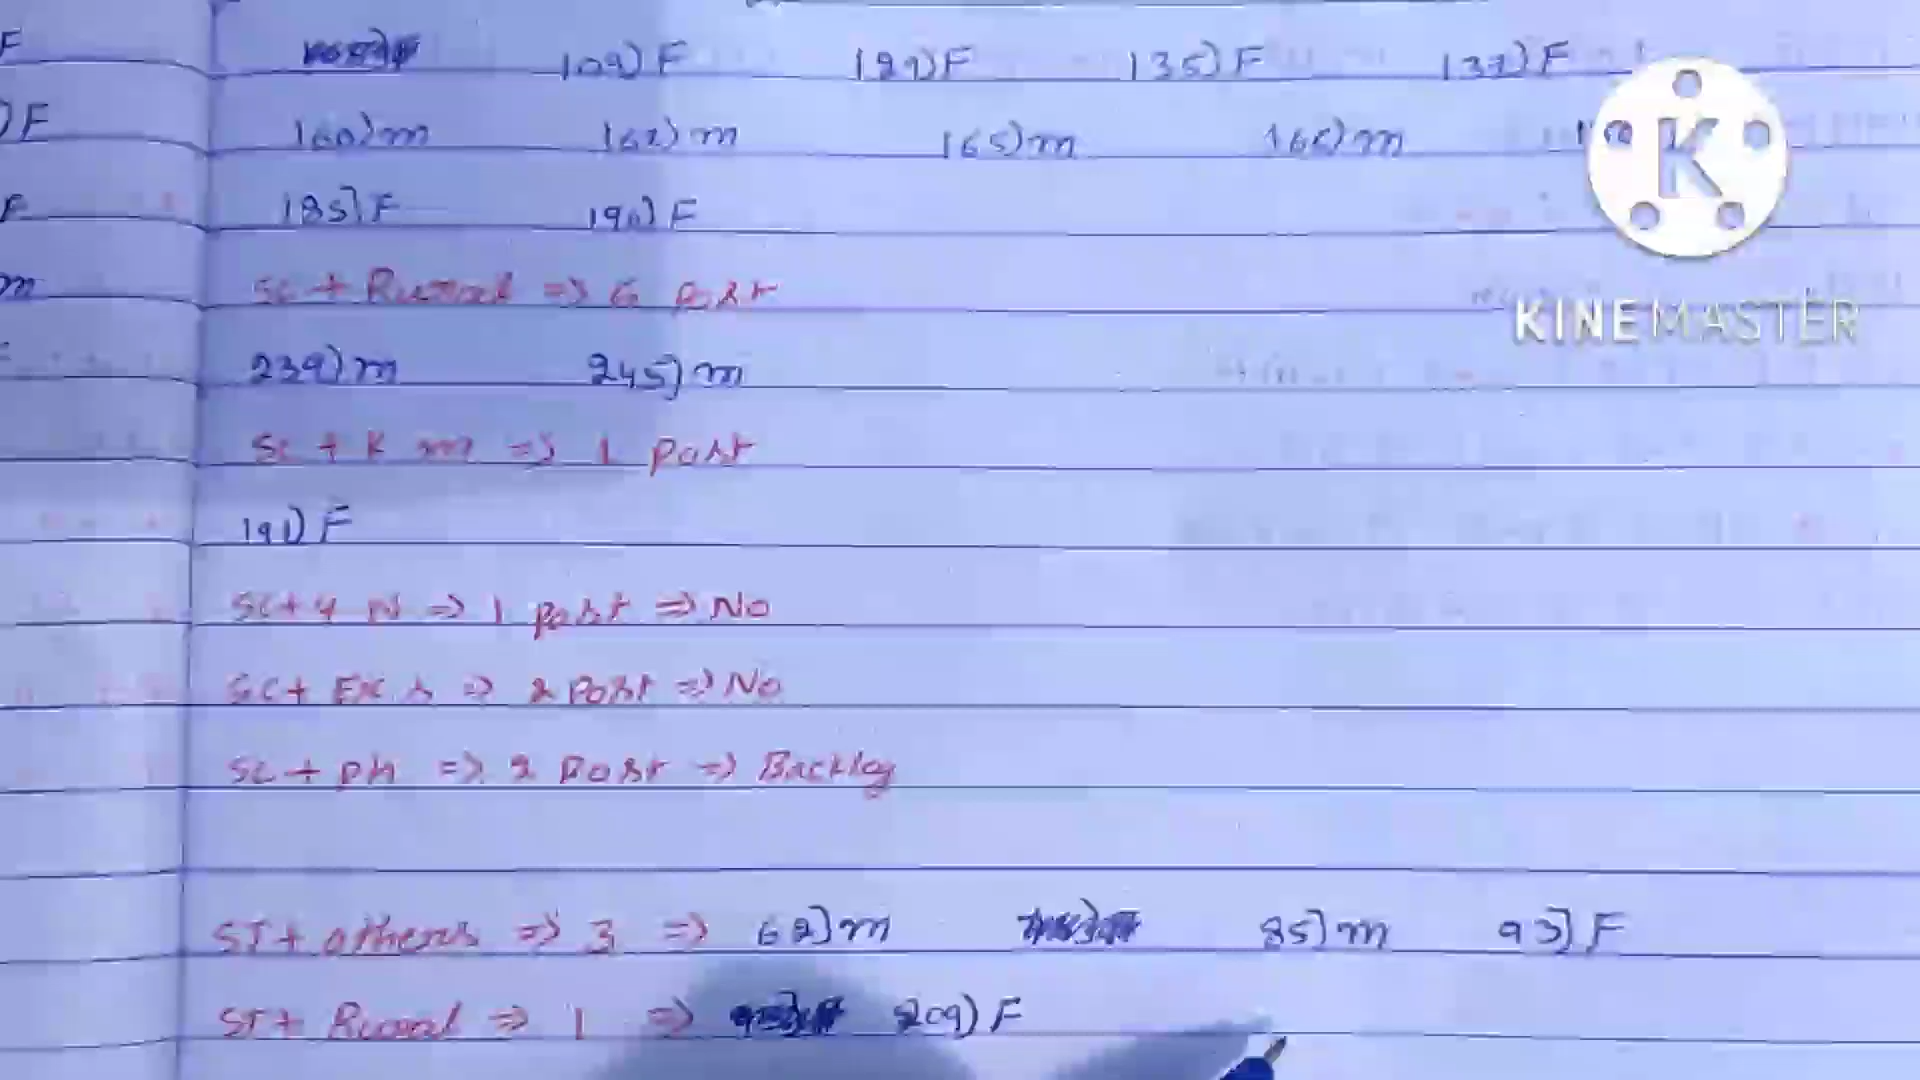 F 109) F 129) F 135) F 137) F
)F 160) m 162) m 165) m 166) m
F 185) F 190) F
m SC + Rural => 6 Post
239) m 245) m
SC + K m => 1 Post
191) F
SC + 4 N => 1 Post => No
SC + EX S => 2 Post => No
SC + PH => 2 Post => Backlog
ST + others => 3 => 62) m 85) m 93) F
ST + Rural => 1 => 209) F
KINEMASTER